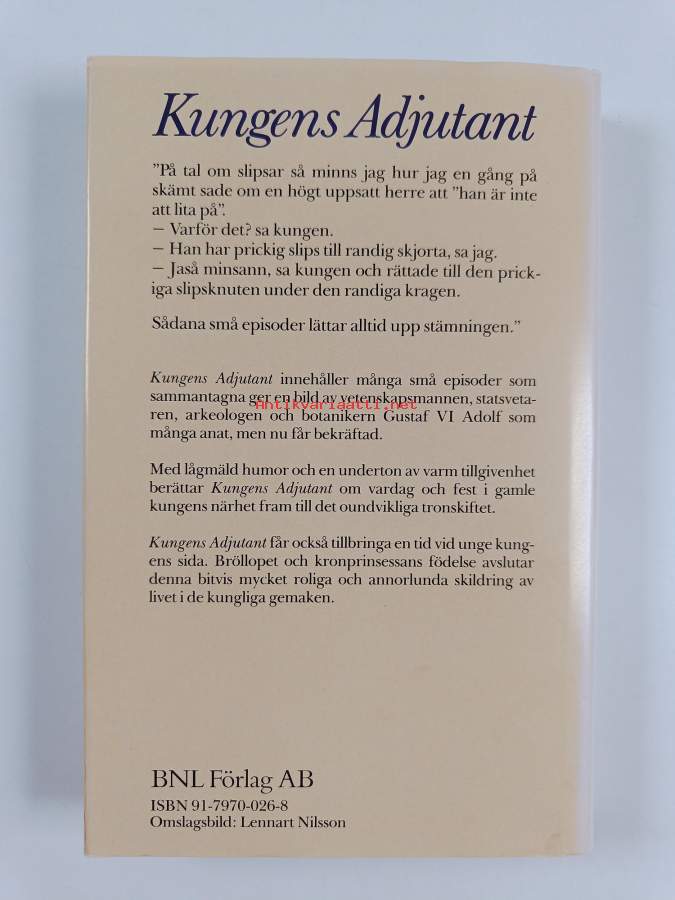 Kungens Adjutant
”På tal om slipsar så minns jag hur jag en gång på
skämt sade om en högt uppsatt herre att ”han är inte
att lita på”.
– Varför det? sa kungen.
– Han har prickig slips till randig skjorta, sa jag.
– Jaså minsann, sa kungen och rättade till den prick-
iga slipsknuten under den randiga kragen.
Sådana små episoder lättar alltid upp stämningen.”
Kungens Adjutant innehåller många små episoder som
sammantagna ger en bild av vetenskapsmannen, statsveta-
Antikvariaatti.net
ren, arkeologen och botanikern Gustaf VI Adolf som
många anat, men nu får bekräftad.
Med lågmäld humor och en underton av varm tillgivenhet
berättar Kungens Adjutant om vardag och fest i gamle
kungens närhet fram till det oundvikliga tronskiftet.
Kungens Adjutant får också tillbringa en tid vid unge kung-
ens sida. Bröllopet och kronprinsessans födelse avslutar
denna bitvis mycket roliga och annorlunda skildring av
livet i de kungliga gemaken.
BNL Förlag AB
ISBN 91-7970-026-8
Omslagsbild: Lennart Nilsson